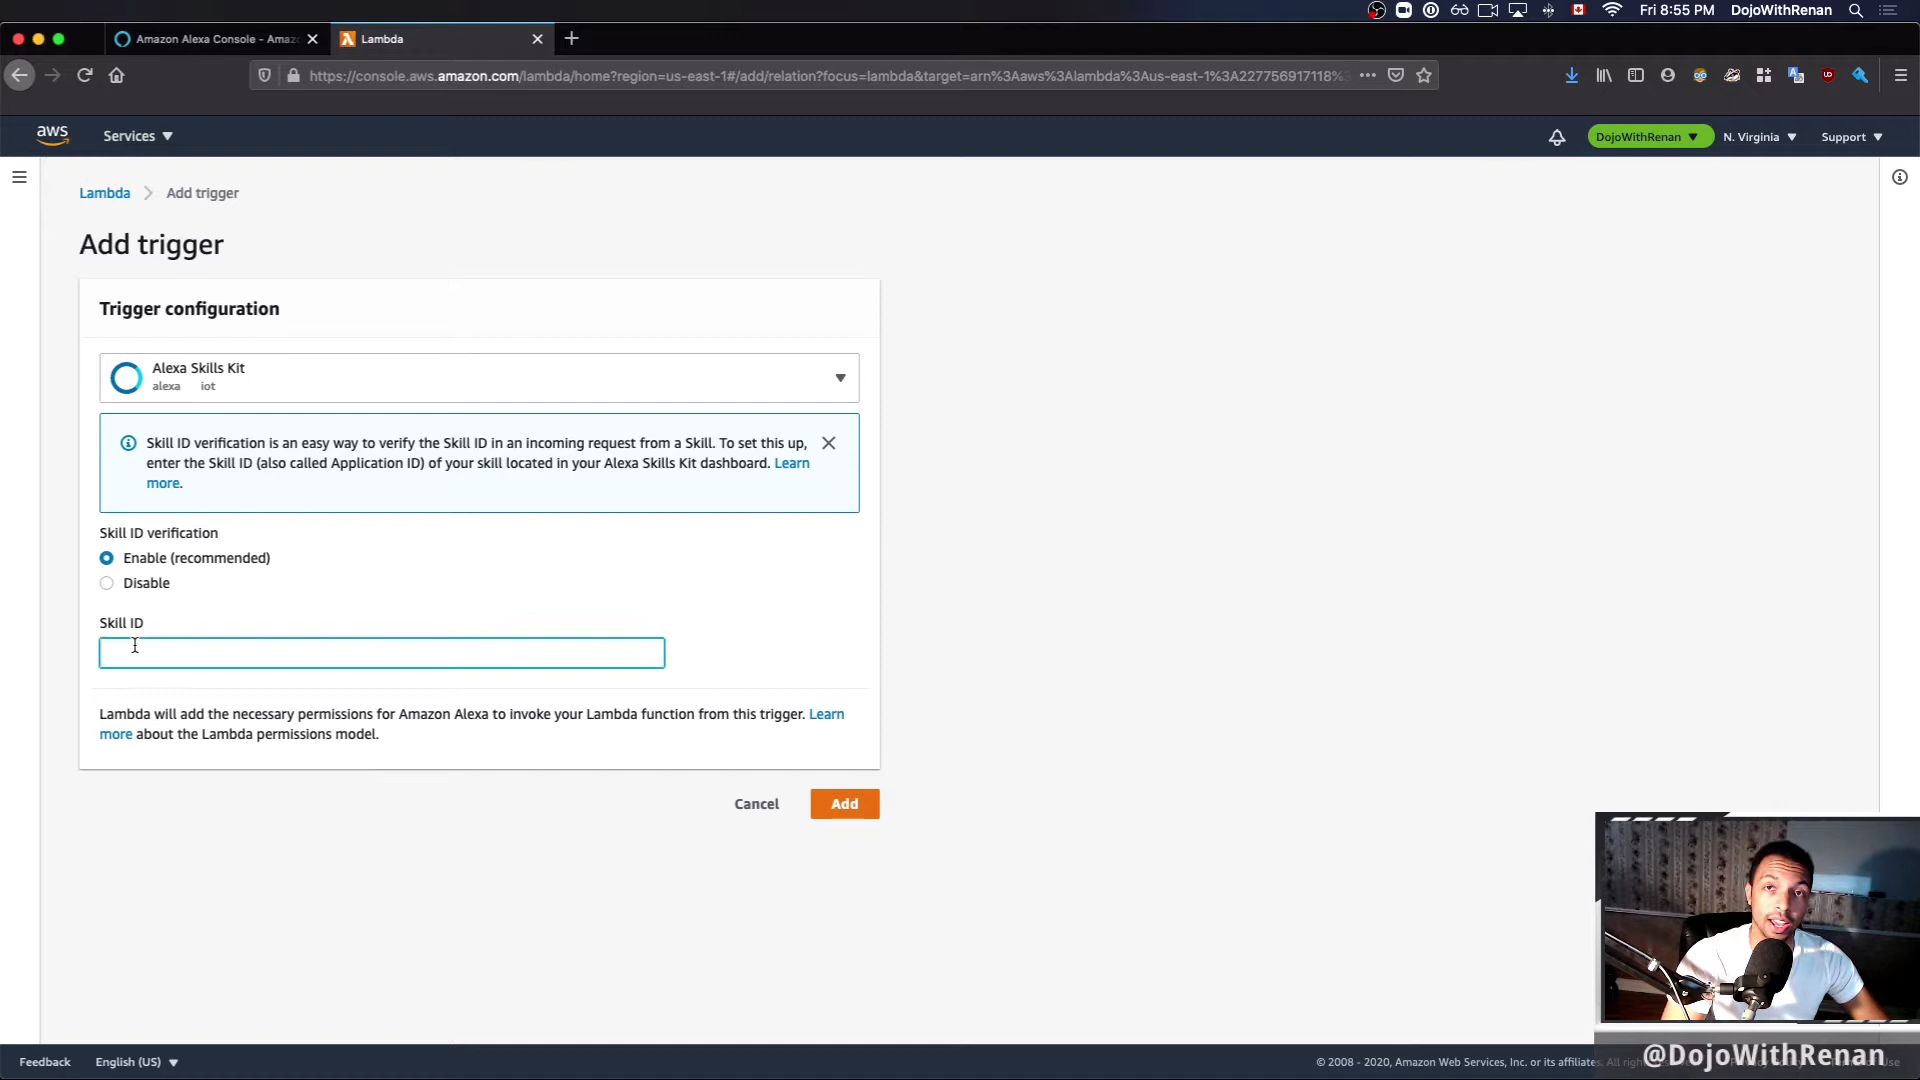 Fri 8:55 PM DojoWithRenan
Amazon Alexa Console - Amaz
Lambda
https://console.aws.amazon.com/lambda/home?region=us-east-1#/add/relation?focus=lambda&target=arn%3Aaws%3Alambda%3Aus-east-1%3A227756917118%
aws
Services
DojoWithRenan
N. Virginia
Support
Lambda
Add trigger
Add trigger
Trigger configuration
Alexa Skills Kit
alexa iot
Skill ID verification is an easy way to verify the Skill ID in an incoming request from a Skill. To set this up,
enter the Skill ID (also called Application ID) of your skill located in your Alexa Skills Kit dashboard. Learn
more.
Skill ID verification
Enable (recommended)
Disable
Skill ID
Lambda will add the necessary permissions for Amazon Alexa to invoke your Lambda function from this trigger. Learn
more about the Lambda permissions model.
Cancel
Add
Feedback
English (US)
© 2008 - 2020, Amazon Web Services, Inc. or its affiliates.
@DojoWithRenan